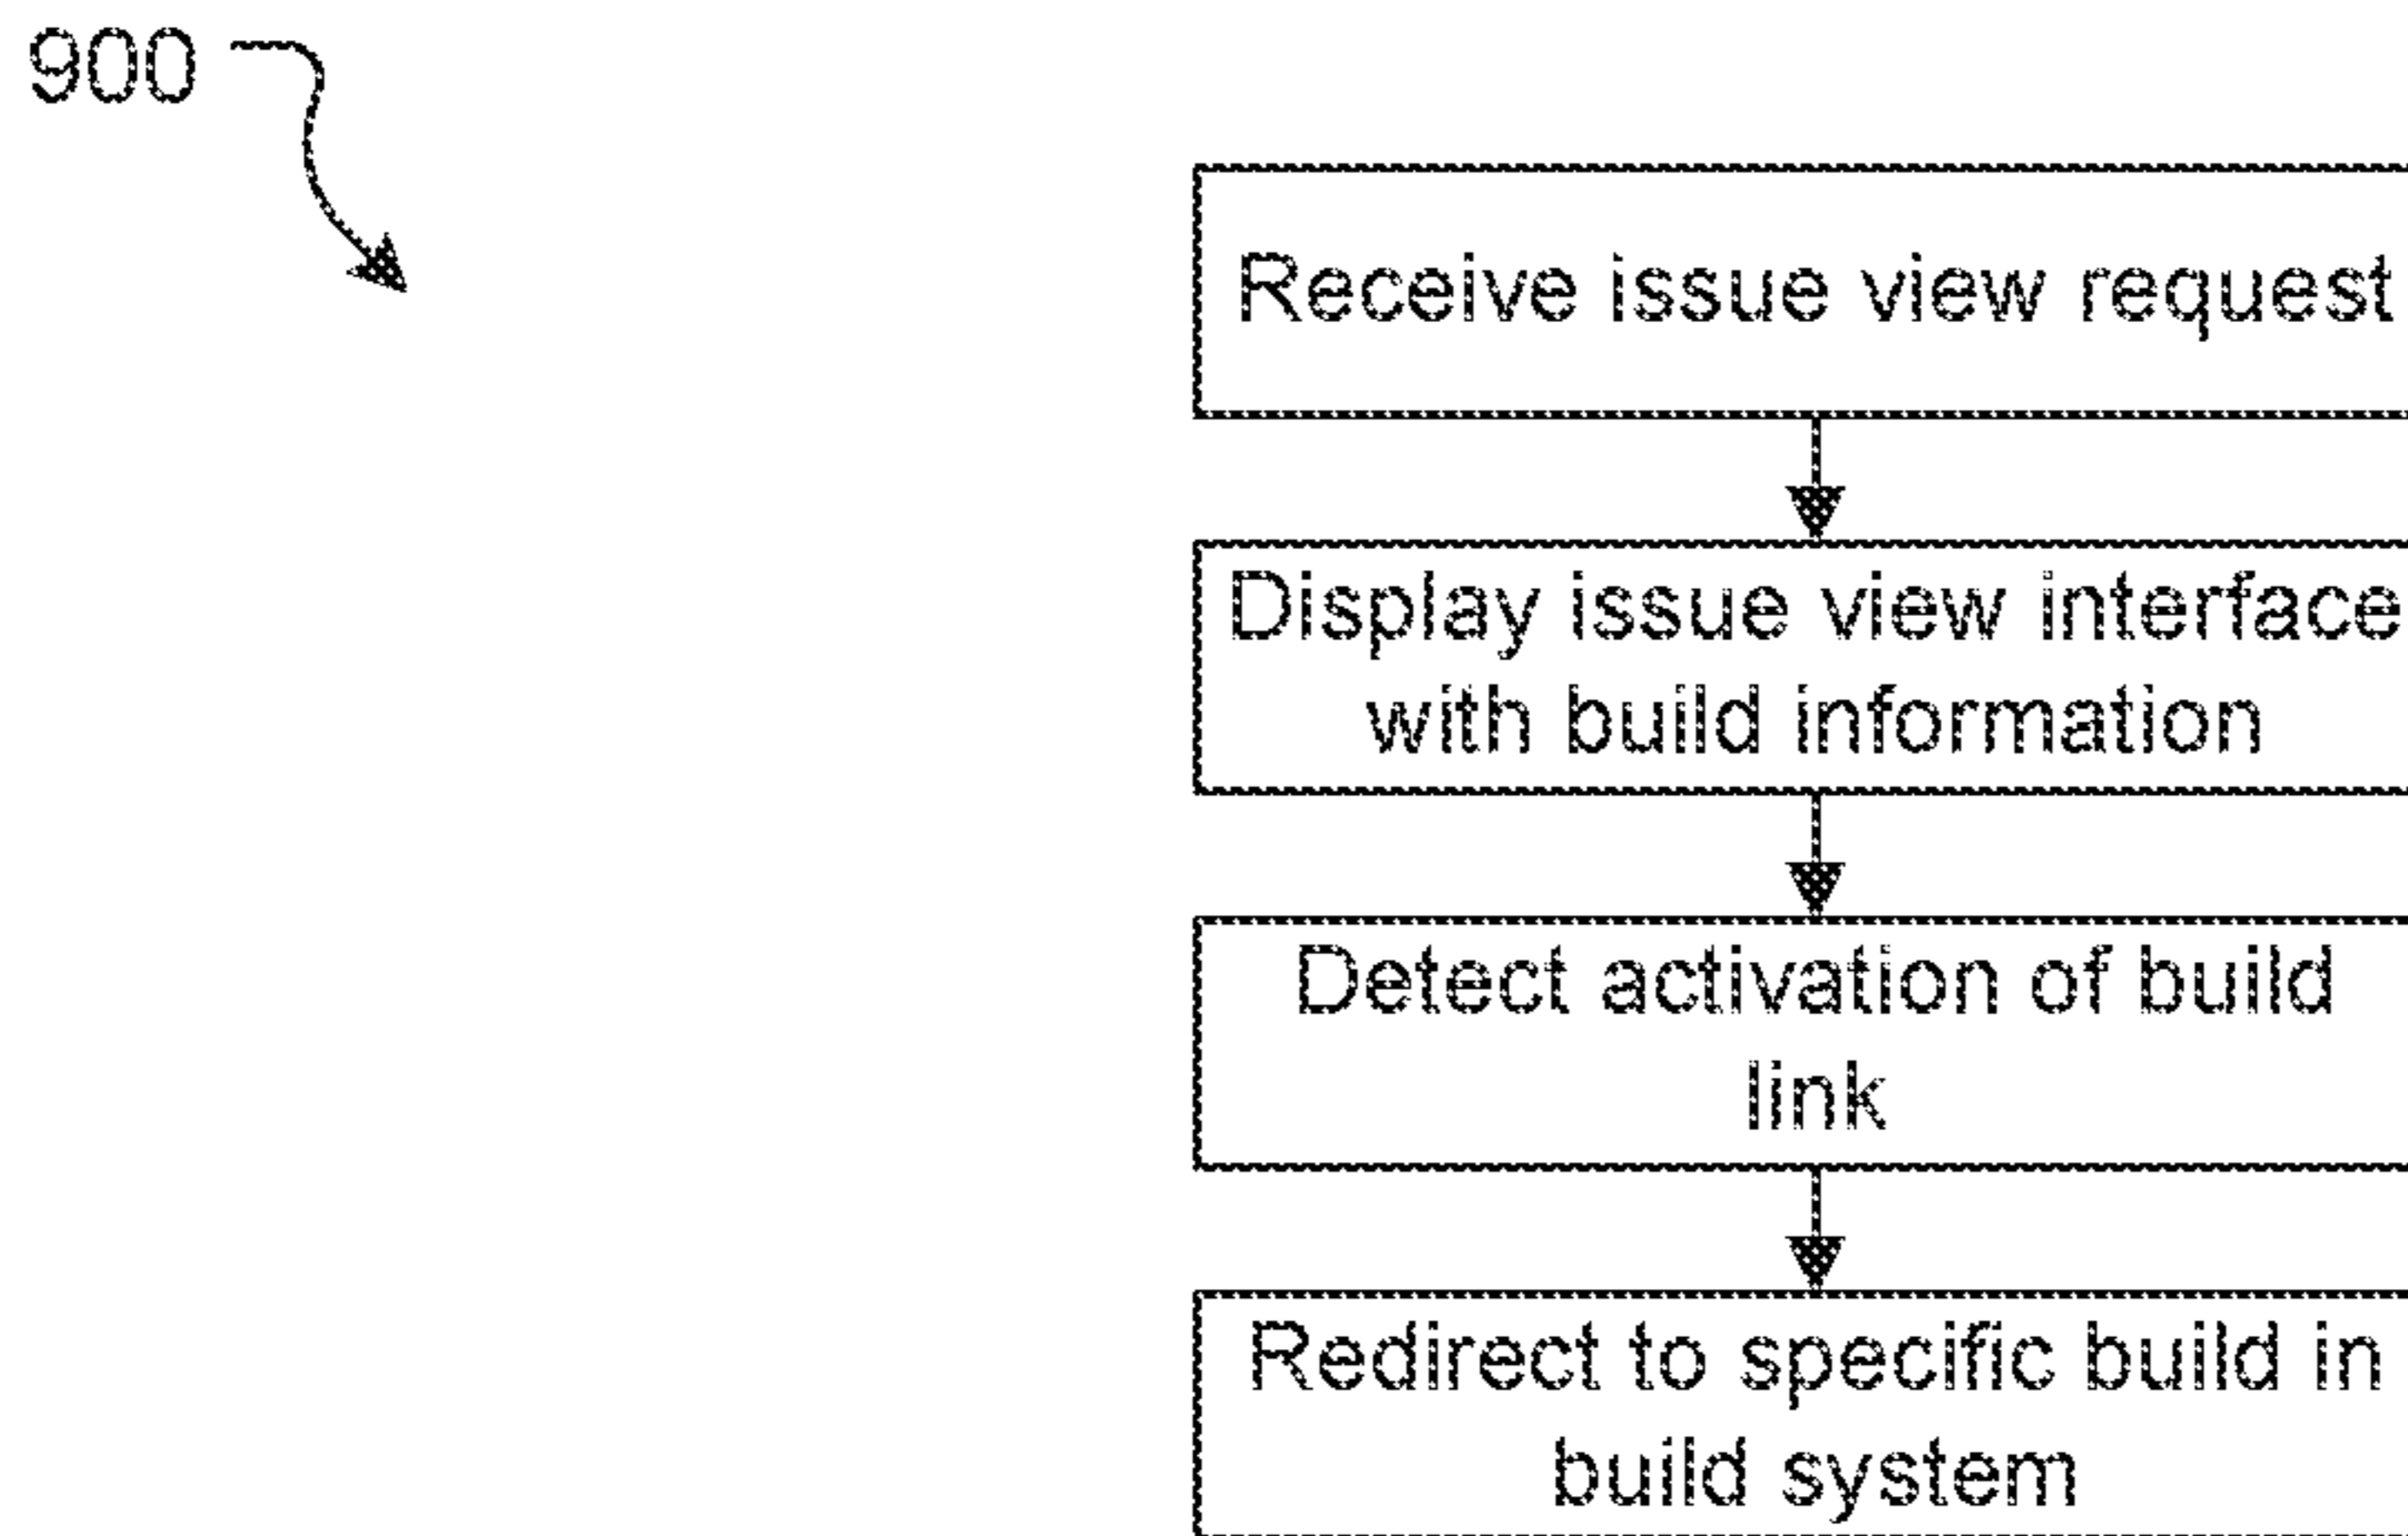 900
Receive issue view request
Display issue view interface
with build information
Detect activation of build
link
Redirect to specific build in
build system